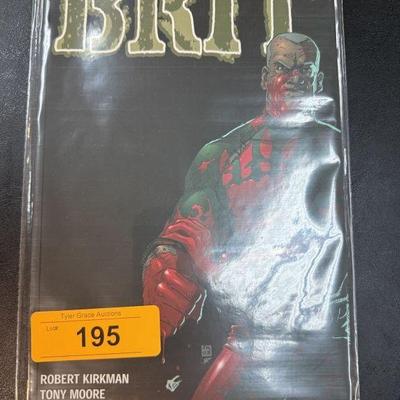 BRIT
Tyler Grace Auctions
Lot#
195
ROBERT KIRKMAN
TONY MOORE